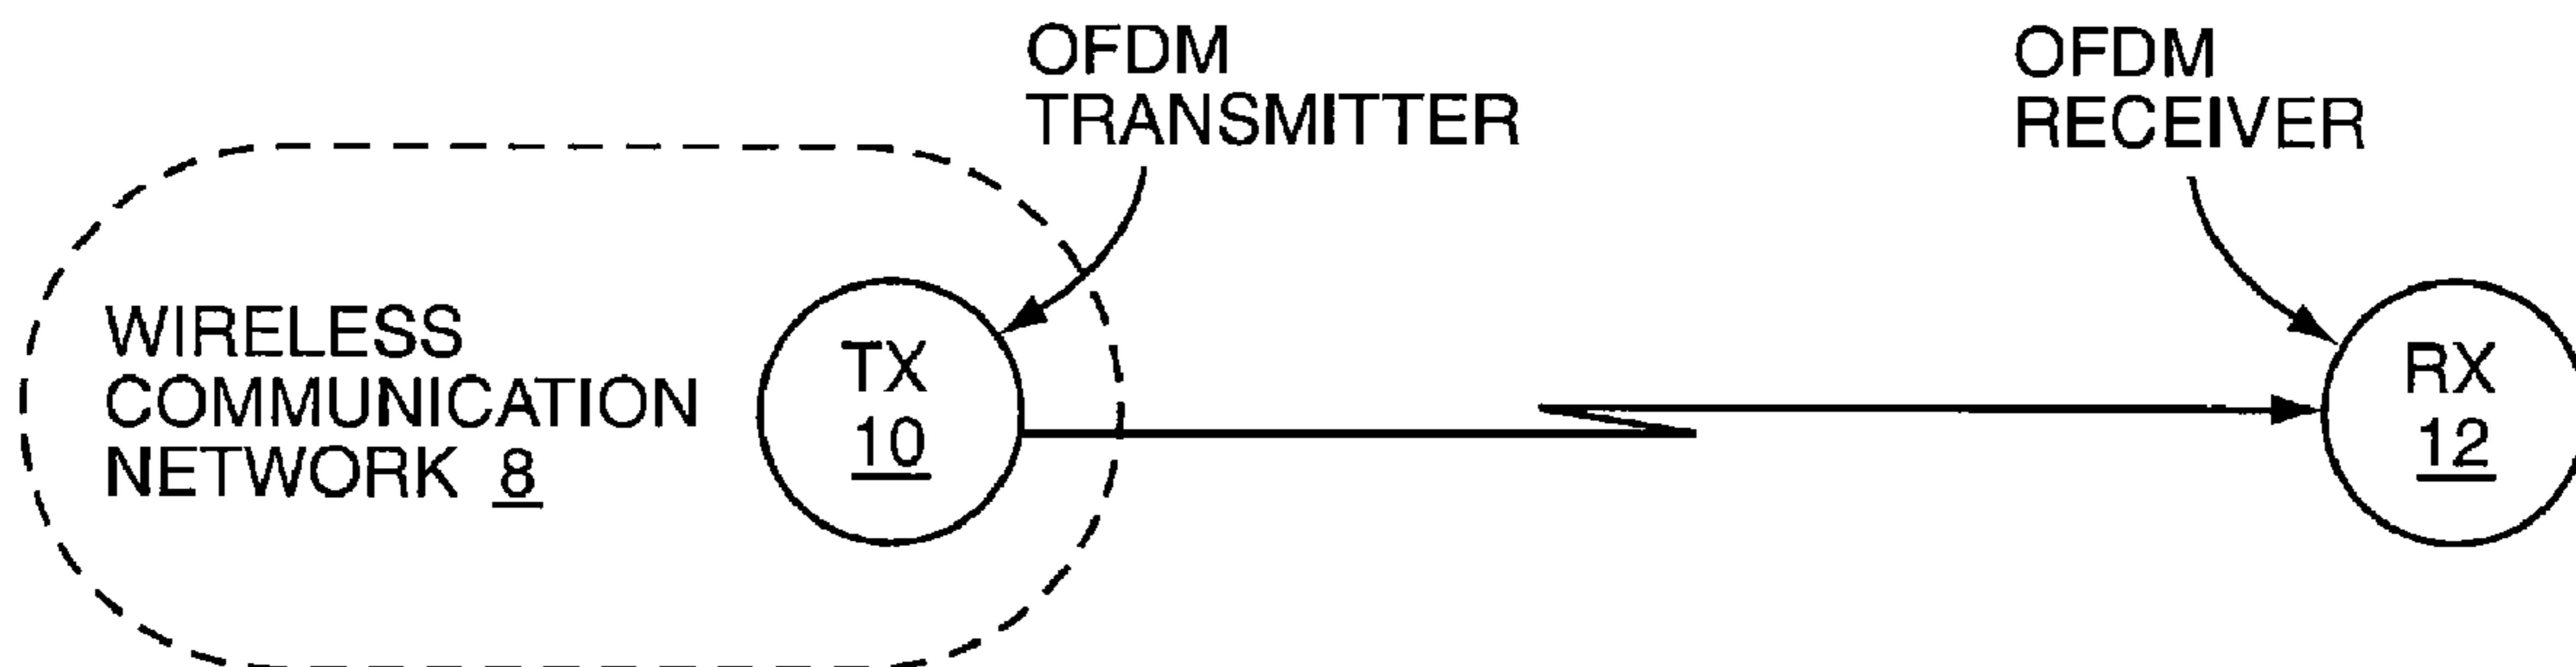 OFDM
TRANSMITTER
OFDM
RECEIVER
WIRELESS
COMMUNICATION
NETWORK 8
TX
10
RX
12